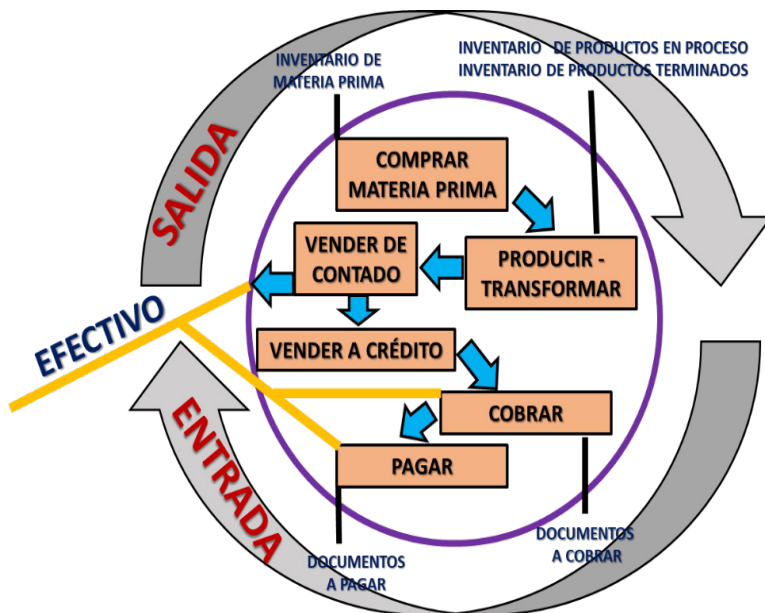 INVENTARIO DE
MATERIA PRIMA
INVENTARIO DE PRODUCTOS EN PROCESO
INVENTARIO DE PRODUCTOS TERMINADOS
SALIDA
COMPRAR
MATERIA PRIMA
VENDER DE
CONTADO
PRODUCIR -
TRANSFORMAR
EFECTIVO
VENDER A CRÉDITO
COBRAR
ENTRADA
PAGAR
DOCUMENTOS
A PAGAR
DOCUMENTOS
A COBRAR